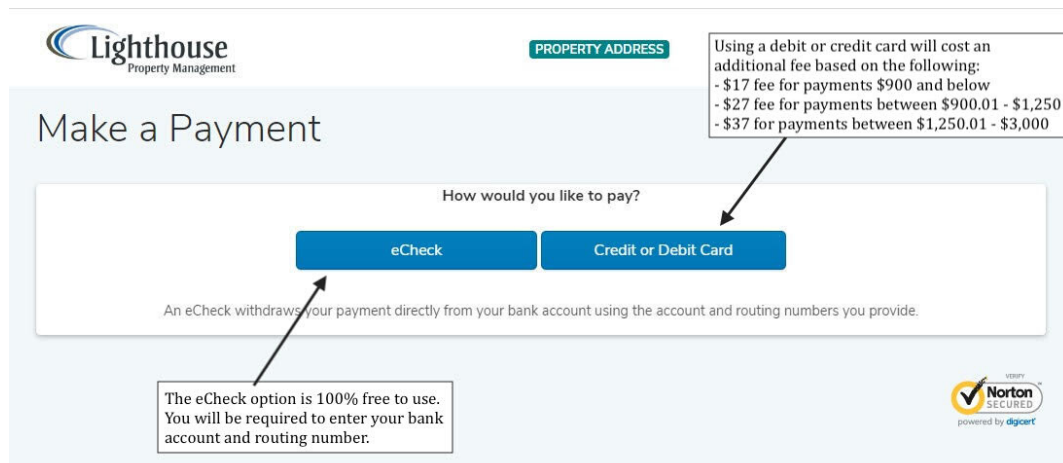 Lighthouse
Property Management
PROPERTY ADDRESS
Using a debit or credit card will cost an
additional fee based on the following:
- $17 fee for payments $900 and below
- $27 fee for payments between $900.01 - $1,250
- $37 for payments between $1,250.01 - $3,000
Make a Payment
How would you like to pay?
eCheck
Credit or Debit Card
An eCheck withdraws your payment directly from your bank account using the account and routing numbers you provide.
The eCheck option is 100% free to use.
You will be required to enter your bank
account and routing number.
VERIFY
Norton
SECURED
powered by digicert